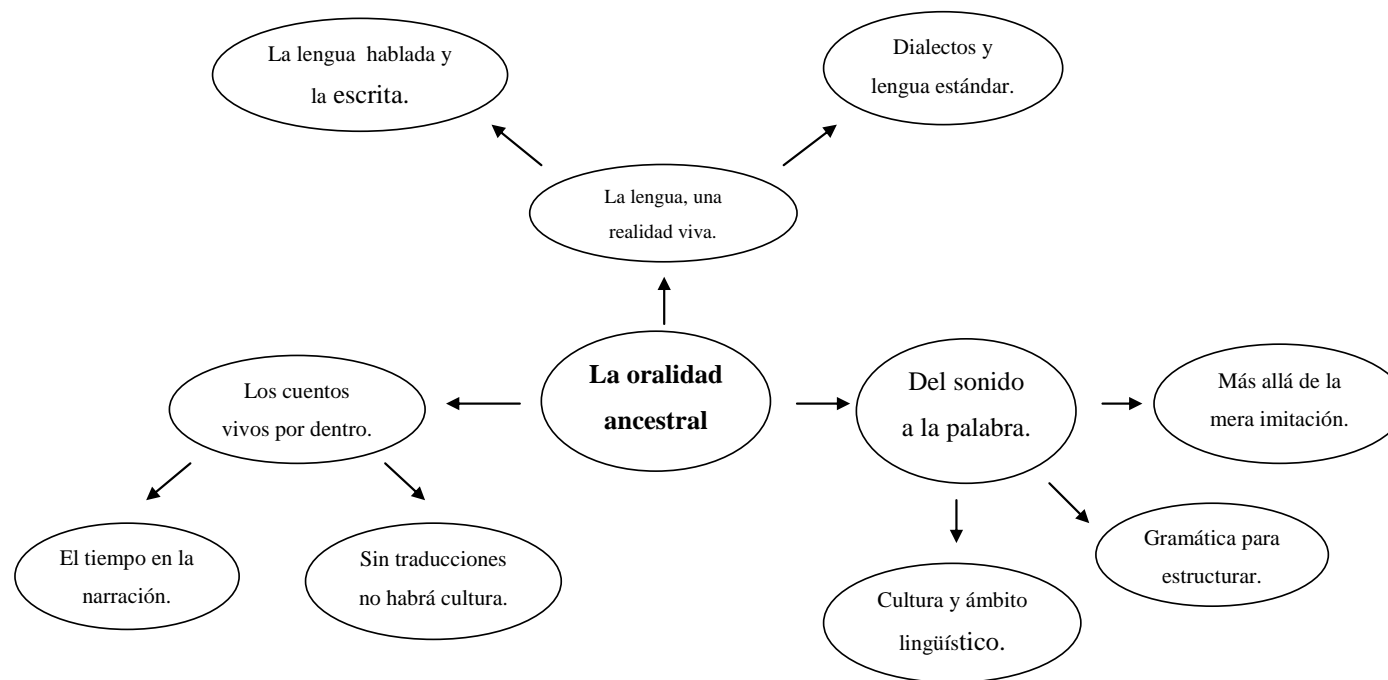 La lengua hablada y
la escrita.
Dialectos y
lengua estándar.
La lengua, una
realidad viva.
La oralidad
ancestral
Los cuentos
vivos por dentro.
Del sonido
a la palabra.
Más allá de la
mera imitación.
El tiempo en la
narración.
Sin traducciones
no habrá cultura.
Gramática para
estructurar.
Cultura y ámbito
lingüístico.